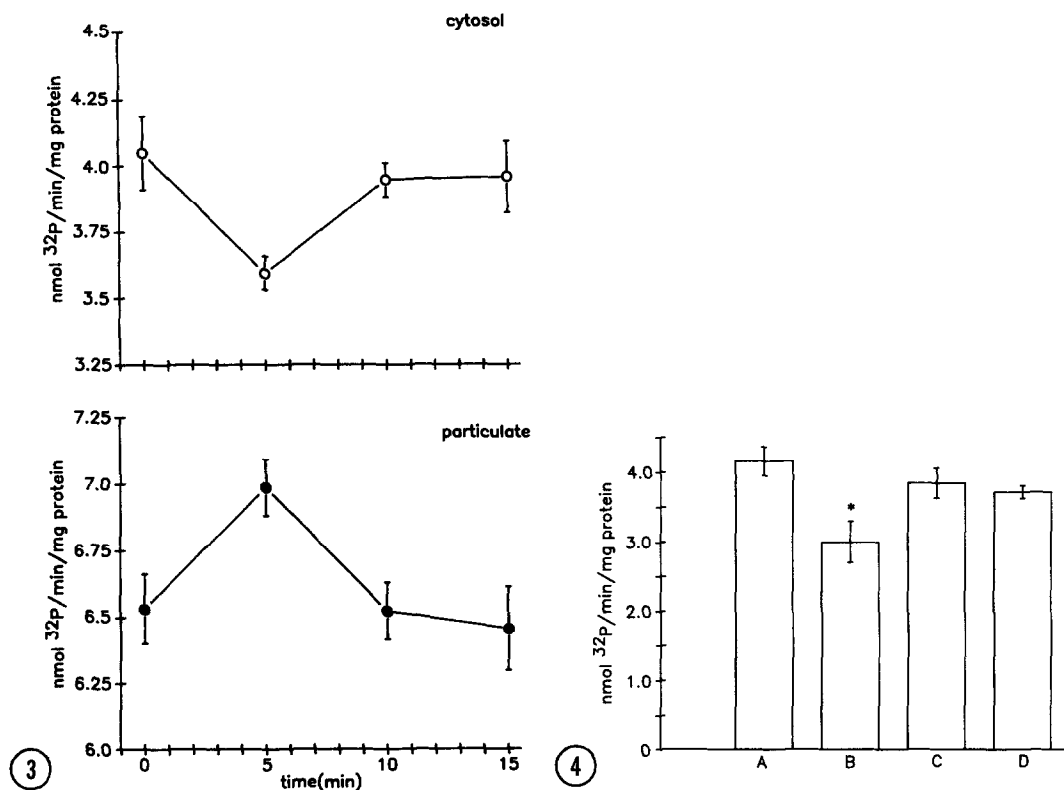 cytosol
nmol ³²P/min/mg protein
4.5
4.25
4.0
3.75
3.5
3.25
particulate
nmol ³²P/min/mg protein
7.25
7.0
6.75
6.5
6.25
6.0
0 5 10 15
time(min)
3
nmol ³²P/min/mg protein
4.0
3.0
2.0
1.0
0
*
A B C D
4